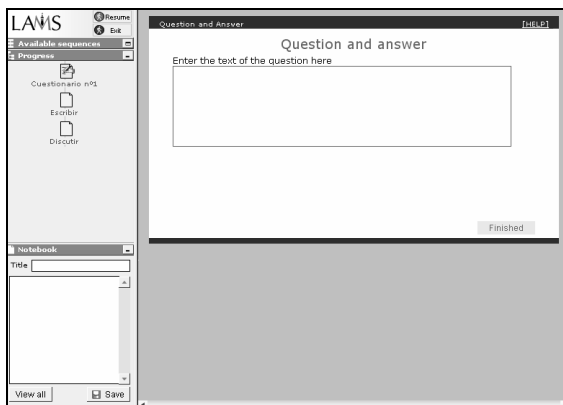 LAMS
Resume
Exit
Available sequences
Progress
Cuestionario nº1
Escribir
Discutir
Notebook
Title
View all
Save
Question and Answer
[HELP]
Question and answer
Enter the text of the question here
Finished